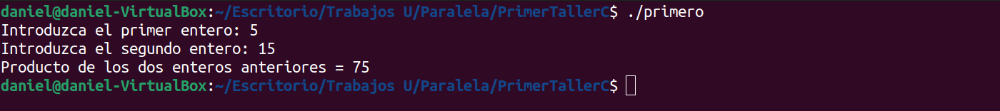 daniel@daniel-VirtualBox:~/Escritorio/Trabajos U/Paralela/PrimerTallerC$ ./primero
Introduzca el primer entero: 5
Introduzca el segundo entero: 15
Producto de los dos enteros anteriores = 75
daniel@daniel-VirtualBox:~/Escritorio/Trabajos U/Paralela/PrimerTallerC$